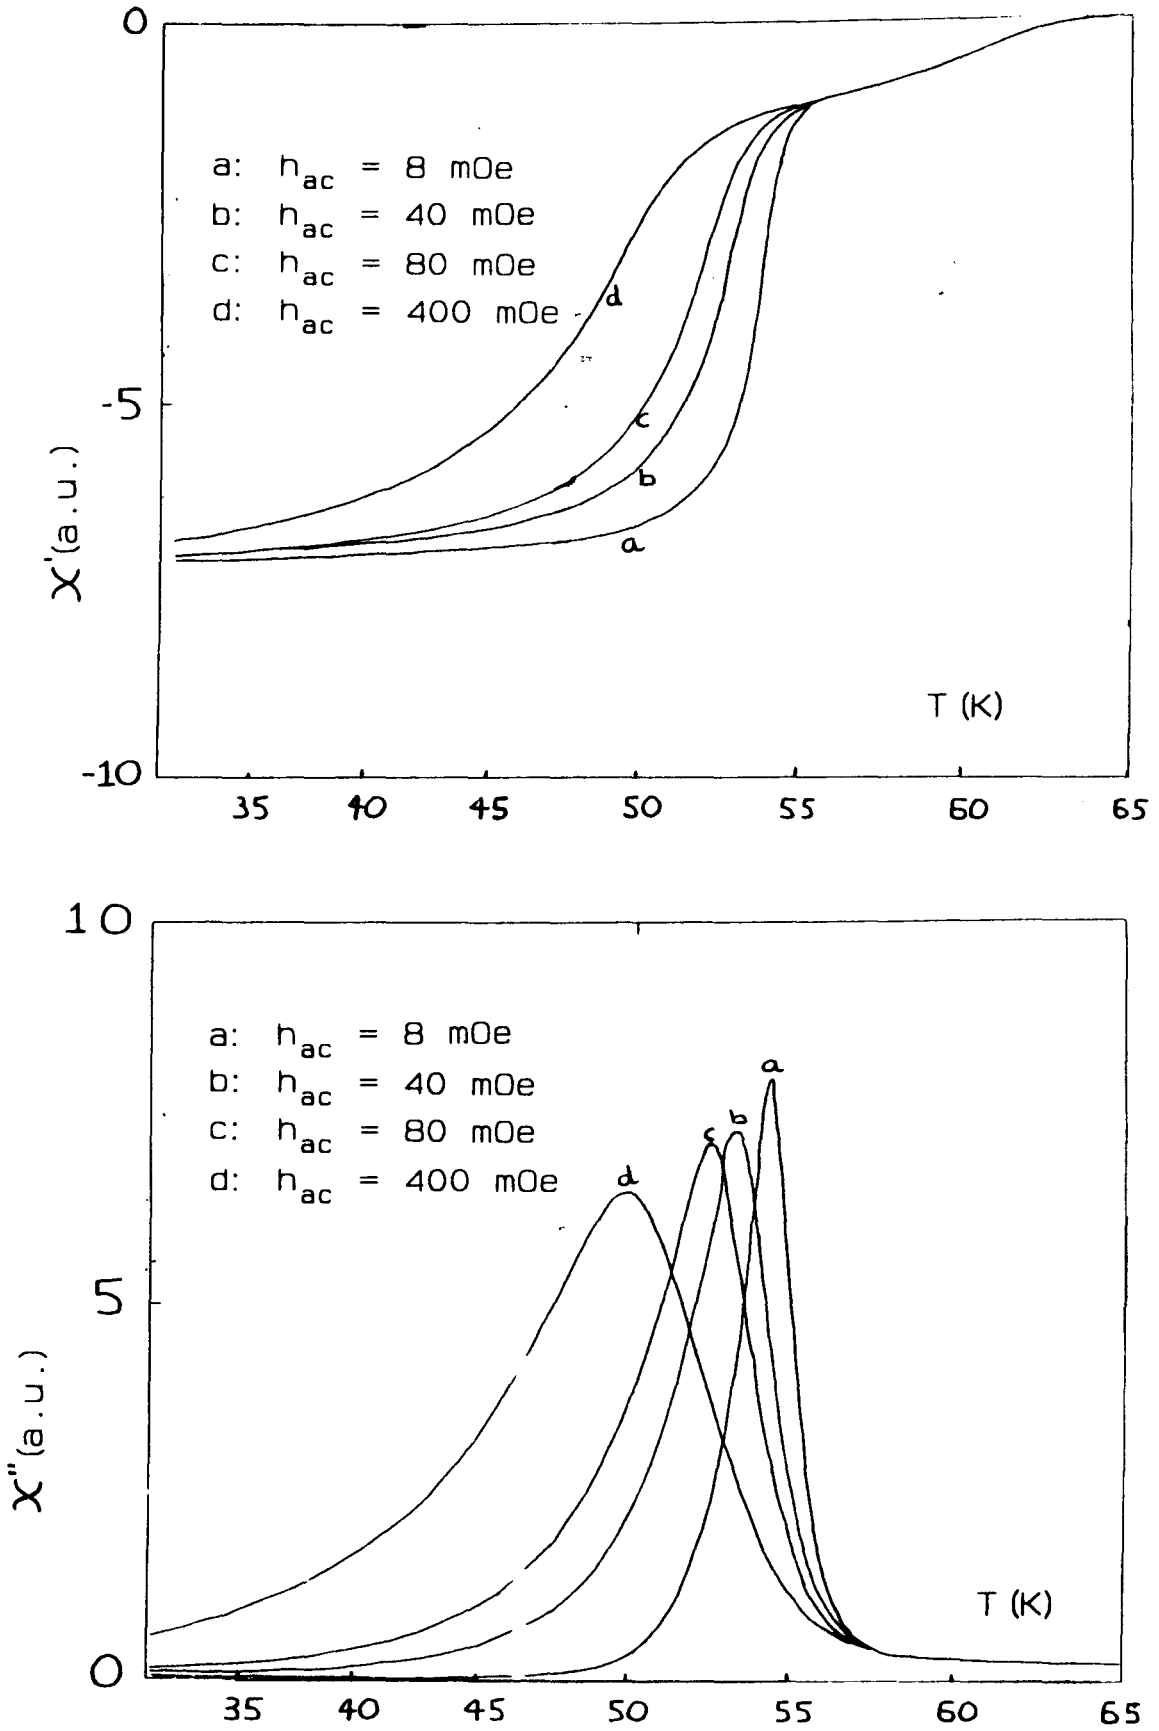 0
a: h_ac = 8 mOe
b: h_ac = 40 mOe
c: h_ac = 80 mOe
d: h_ac = 400 mOe
d
-5
c
b
a
χ' (a.u.)
T (K)
-10
35 40 45 50 55 60 65
10
a: h_ac = 8 mOe
b: h_ac = 40 mOe
c: h_ac = 80 mOe
d: h_ac = 400 mOe
a
b
c
d
5
χ" (a.u.)
T (K)
0
35 40 45 50 55 60 65